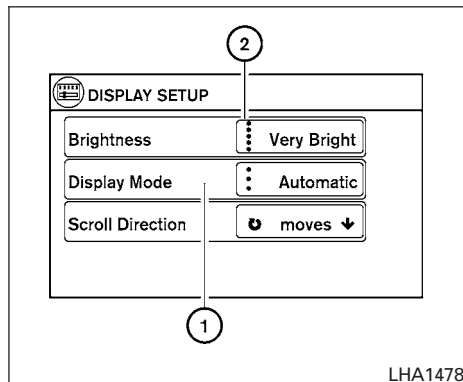 2
DISPLAY SETUP
Brightness Very Bright
Display Mode Automatic
Scroll Direction moves
1
LHA1478